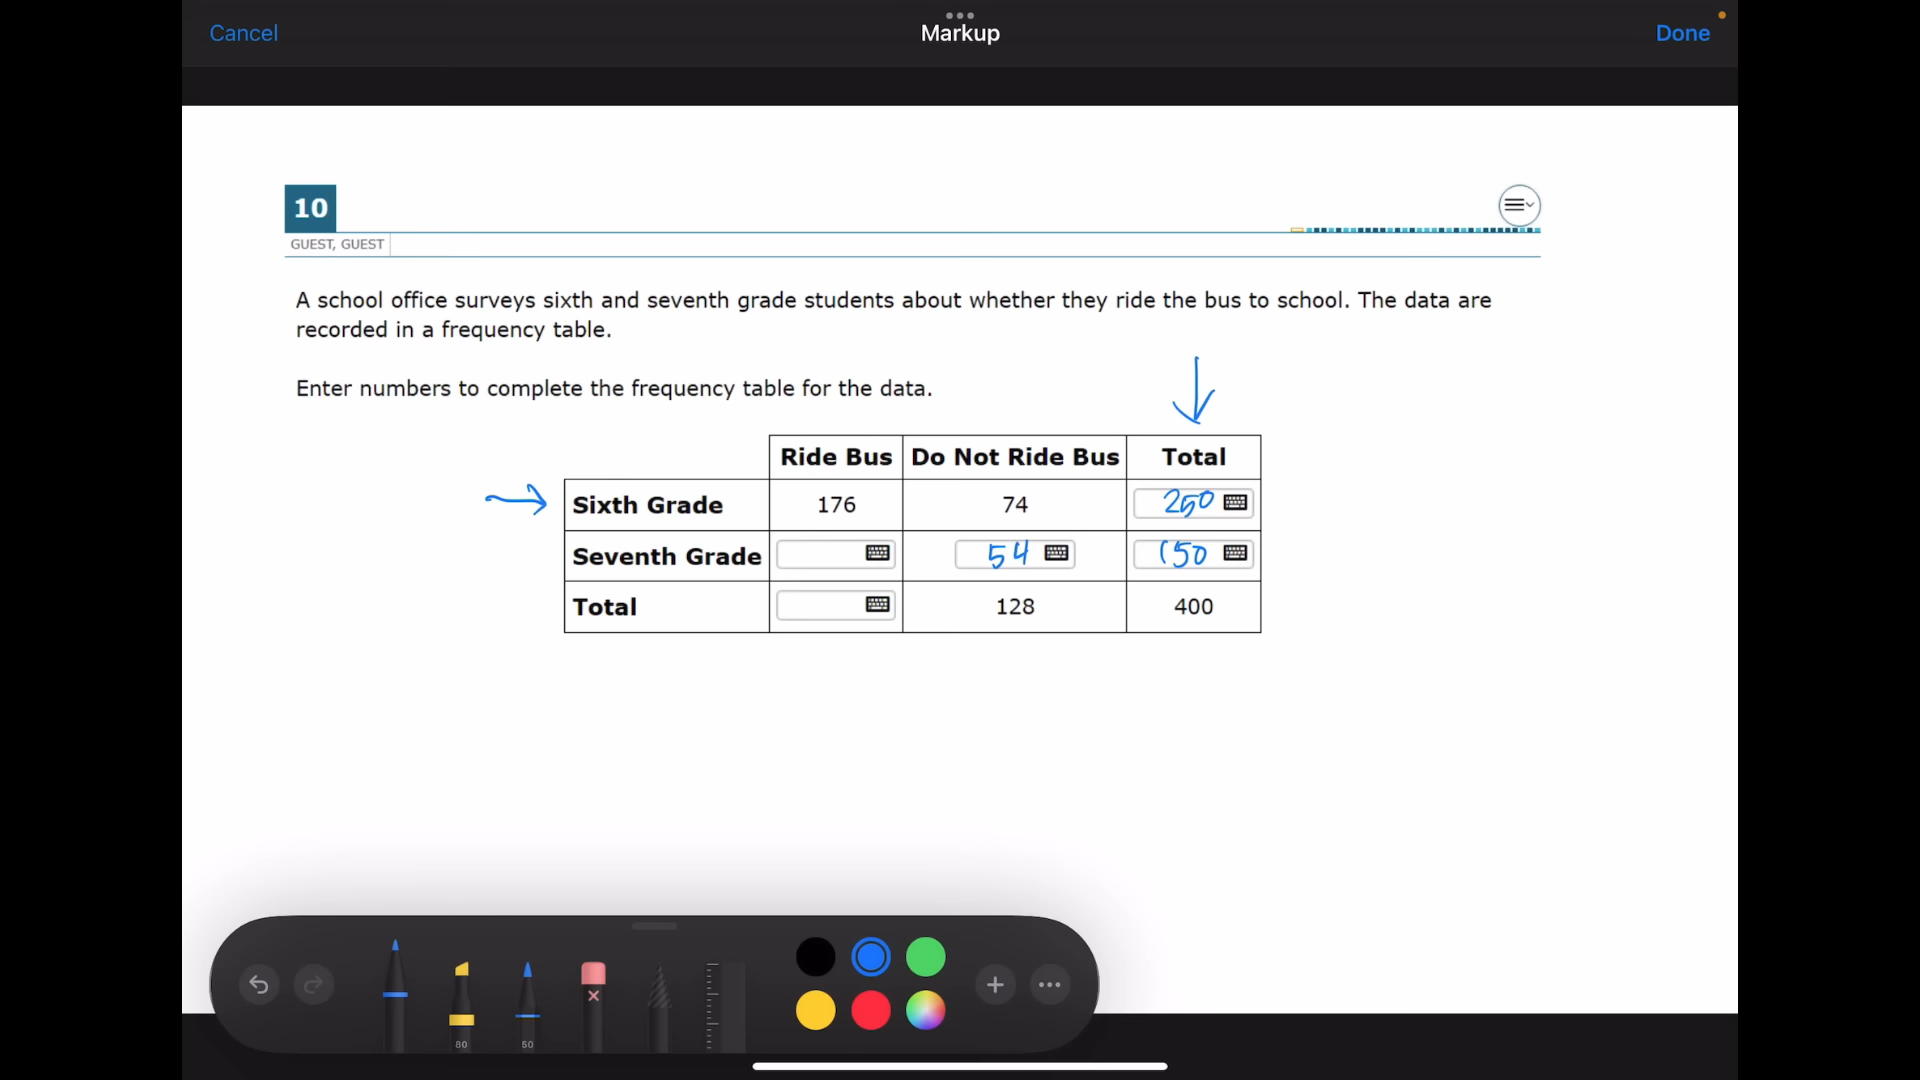 Cancel
Markup
Done
10
GUEST, GUEST
A school office surveys sixth and seventh grade students about whether they ride the bus to school. The data are
recorded in a frequency table.
Enter numbers to complete the frequency table for the data.
Ride Bus Do Not Ride Bus Total
Sixth Grade 176 74 250
Seventh Grade 54 150
Total 128 400
80
50